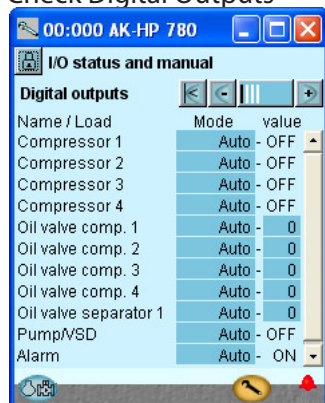 Check Digital Outputs
00:000 AK-HP 780
I/O status and manual
Digital outputs
Name / Load Mode value
Compressor 1 Auto - OFF
Compressor 2 Auto - OFF
Compressor 3 Auto - OFF
Compressor 4 Auto - OFF
Oil valve comp. 1 Auto - 0
Oil valve comp. 2 Auto - 0
Oil valve comp. 3 Auto - 0
Oil valve comp. 4 Auto - 0
Oil valve separator 1 Auto - 0
Pump/VSD Auto - OFF
Alarm Auto - ON